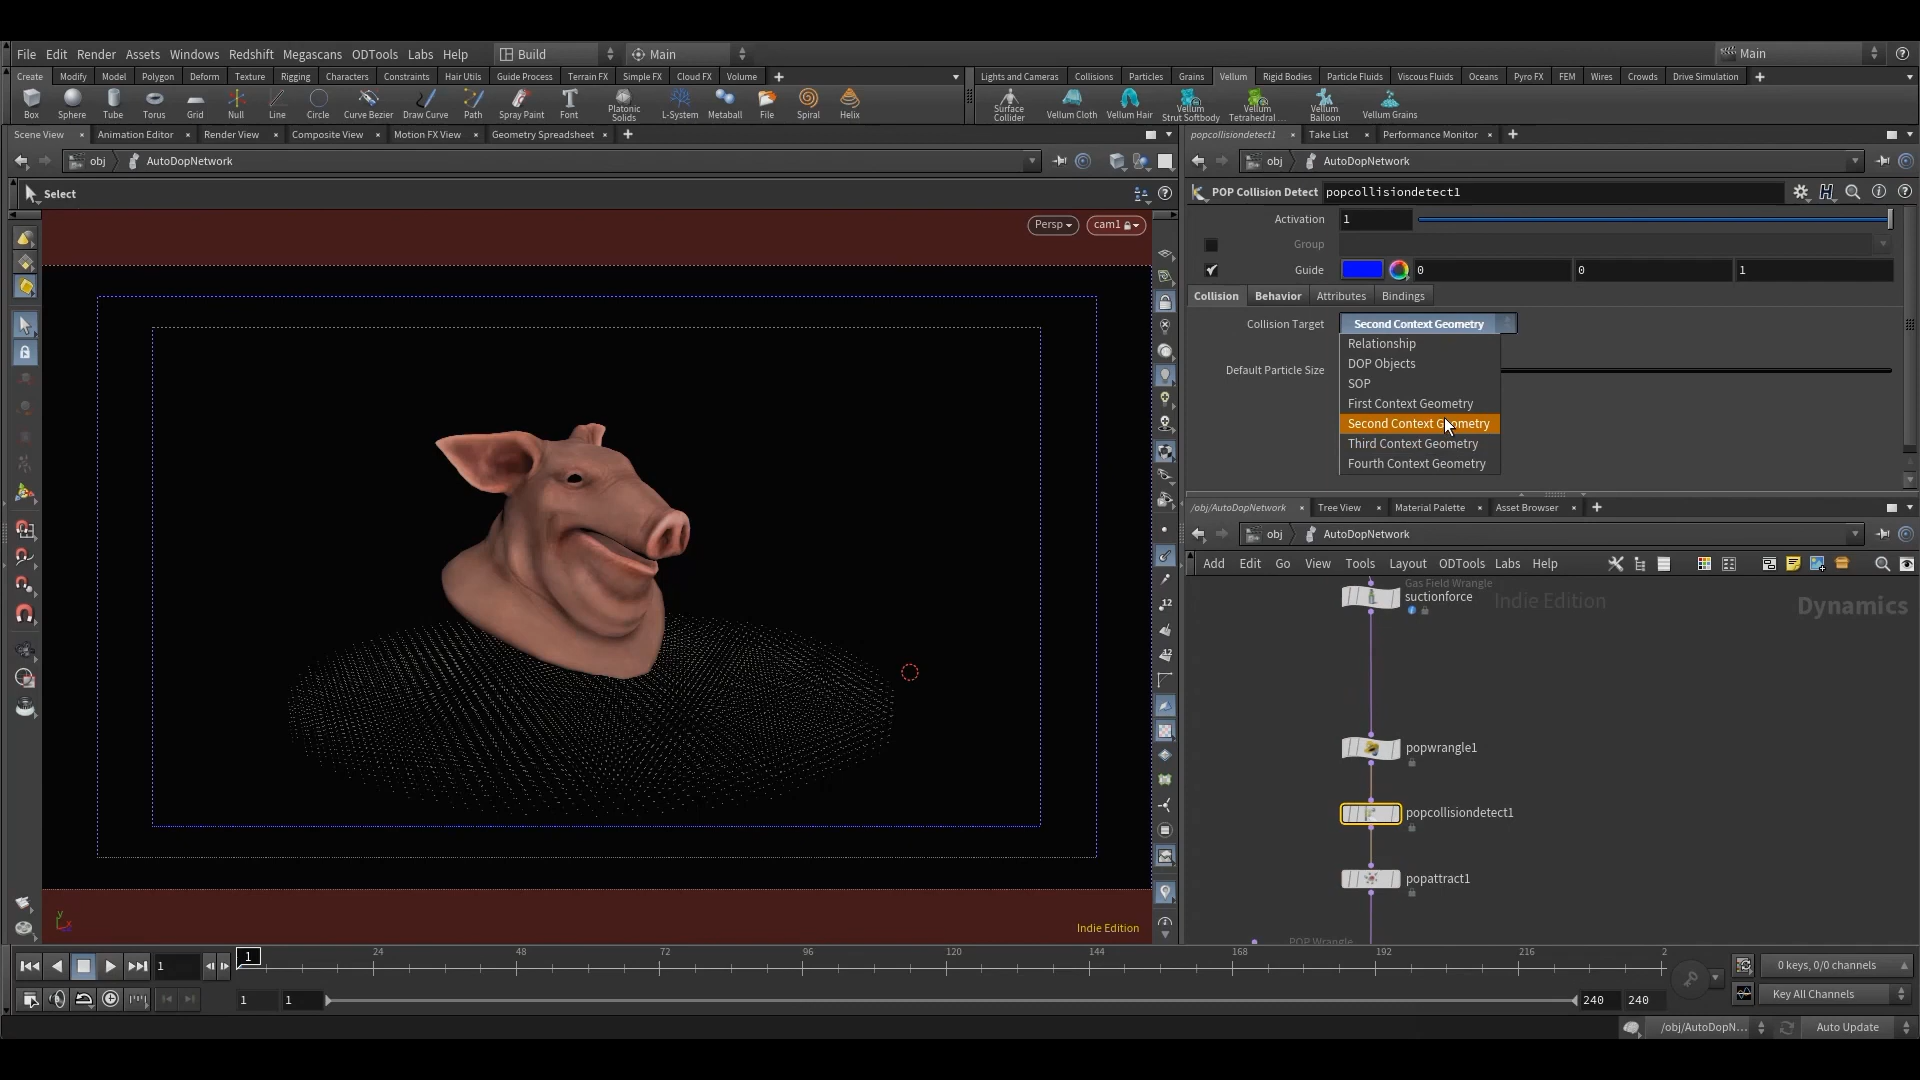 File Edit Render Assets Windows Redshift Megascans ODTools Labs Help Build Main Main
Create Modify Model Polygon Deform Texture Rigging Characters Constraints Hair Utils Guide Process Terrain FX Simple FX Cloud FX Volume
Lights and Cameras Collisions Particles Grains Vellum Rigid Bodies Particle Fluids Viscous Fluids Oceans Pyro FX FEM Wires Crowds Drive Simulation
Box Sphere Tube Torus Grid Null Line Circle Curve Bezier Draw Curve Path Spray Paint Font Platonic Solids L-System Metaball File Spiral Helix
Surface Collider Vellum Cloth Vellum Hair Vellum Strut Softbody Vellum Tetrahedral ... Vellum Balloon Vellum Grains
Scene View Animation Editor Render View Composite View Motion FX View Geometry Spreadsheet
popcollisiondetect1 Take List Performance Monitor
obj AutoDopNetwork
obj AutoDopNetwork
Select
POP Collision Detect popcollisiondetect1
Persp cam1
Activation 1
Group
Guide 0 0 1
Collision Behavior Attributes Bindings
Collision Target Second Context Geometry
Relationship
DOP Objects
Default Particle Size
SOP
First Context Geometry
Second Context Geometry
Third Context Geometry
Fourth Context Geometry
/obj/AutoDopNetwork Tree View Material Palette Asset Browser
obj AutoDopNetwork
Add Edit Go View Tools Layout ODTools Labs Help
Gas Field Wrangle
suctionforce
Indie Edition
Dynamics
popwrangle1
popcollisiondetect1
popattract1
POP Wrangle
12
12
y
x
Indie Edition
1 1 24 48 72 96 120 144 168 192 216 2
0 keys, 0/0 channels
1 1 240 240
Key All Channels
/obj/AutoDopN... Auto Update